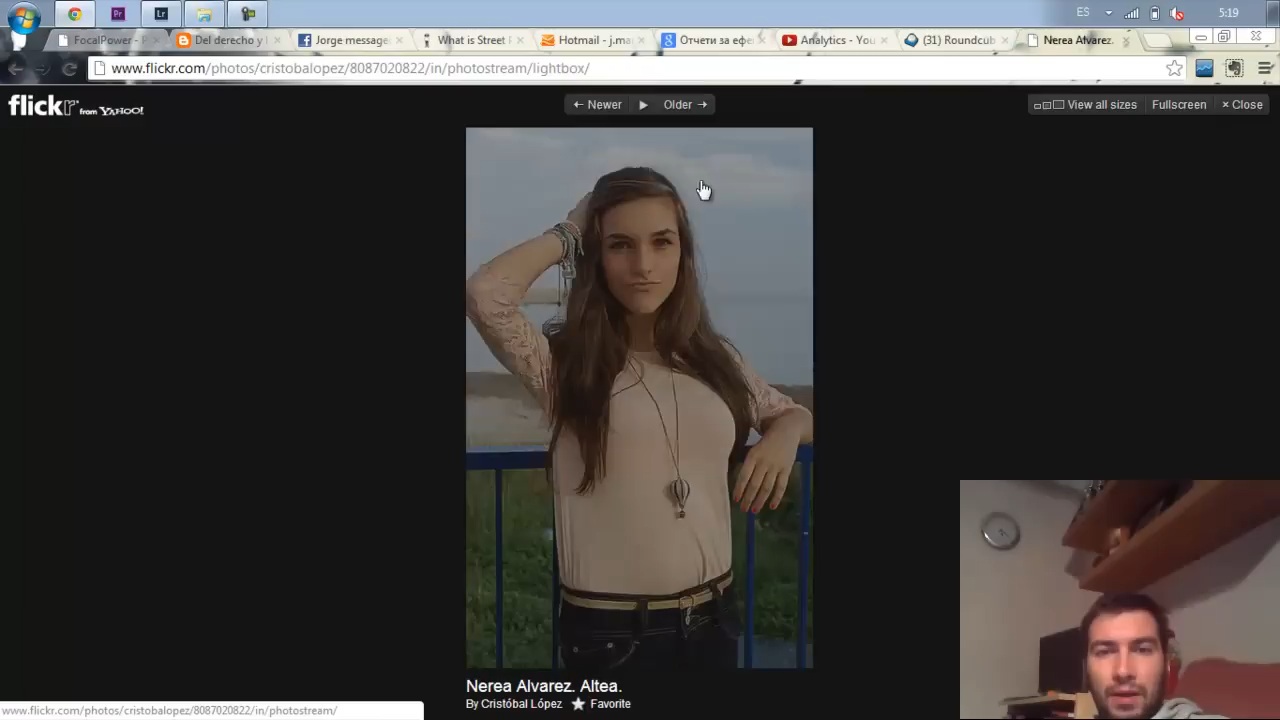 ES 5:19
FocalPower - P Del derecho y l Jorge message What is Street F Hotmail - j.ma Отчети за ефе Analytics - You (31) Roundcub Nerea Alvarez.
www.flickr.com/photos/cristobalopez/8087020822/in/photostream/lightbox/
flickr from YAHOO! ← Newer Older → View all sizes Fullscreen × Close
Nerea Alvarez. Altea.
By Cristóbal López Favorite
www.flickr.com/photos/cristobalopez/8087020822/in/photostream/